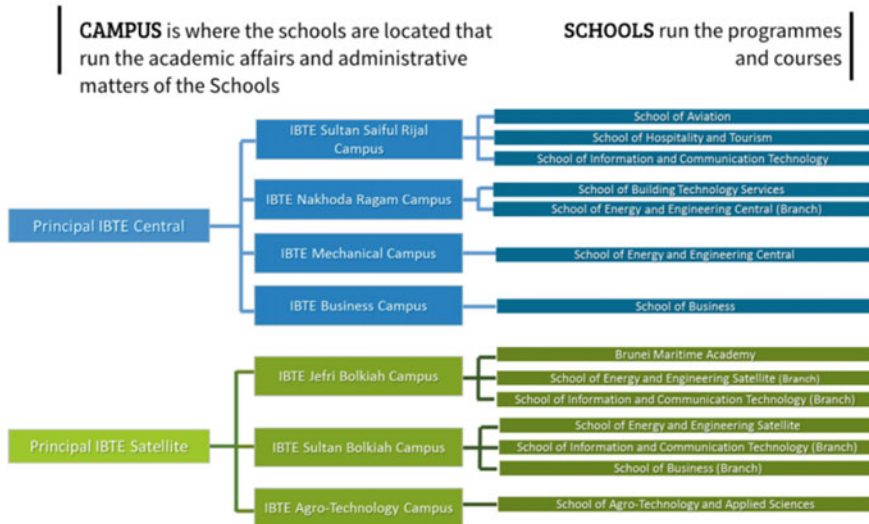 CAMPUS is where the schools are located that
run the academic affairs and administrative
matters of the Schools
SCHOOLS run the programmes
and courses
Principal IBTE Central
IBTE Sultan Saiful Rijal
Campus
School of Aviation
School of Hospitality and Tourism
School of Information and Communication Technology
IBTE Nakhoda Ragam Campus
School of Building Technology Services
School of Energy and Engineering Central (Branch)
IBTE Mechanical Campus
School of Energy and Engineering Central
IBTE Business Campus
School of Business
Principal IBTE Satellite
IBTE Jefri Bolkiah Campus
Brunei Maritime Academy
School of Energy and Engineering Satellite (Branch)
School of Information and Communication Technology (Branch)
IBTE Sultan Bolkiah Campus
School of Energy and Engineering Satellite
School of Information and Communication Technology (Branch)
School of Business (Branch)
IBTE Agro-Technology Campus
School of Agro-Technology and Applied Sciences